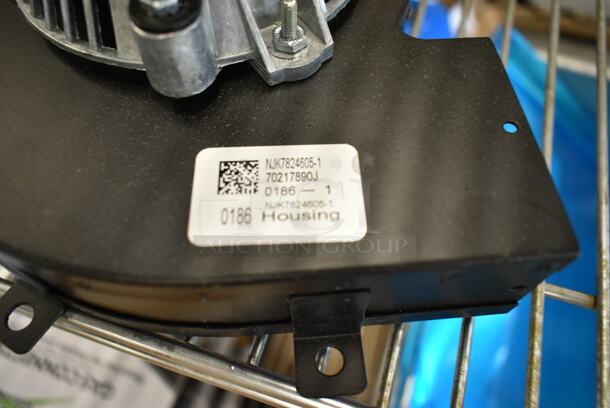 NJK7824605-1
70217890J
0186 - 1
NJK7824605-1
0186 Housing
AUCTION GROUP